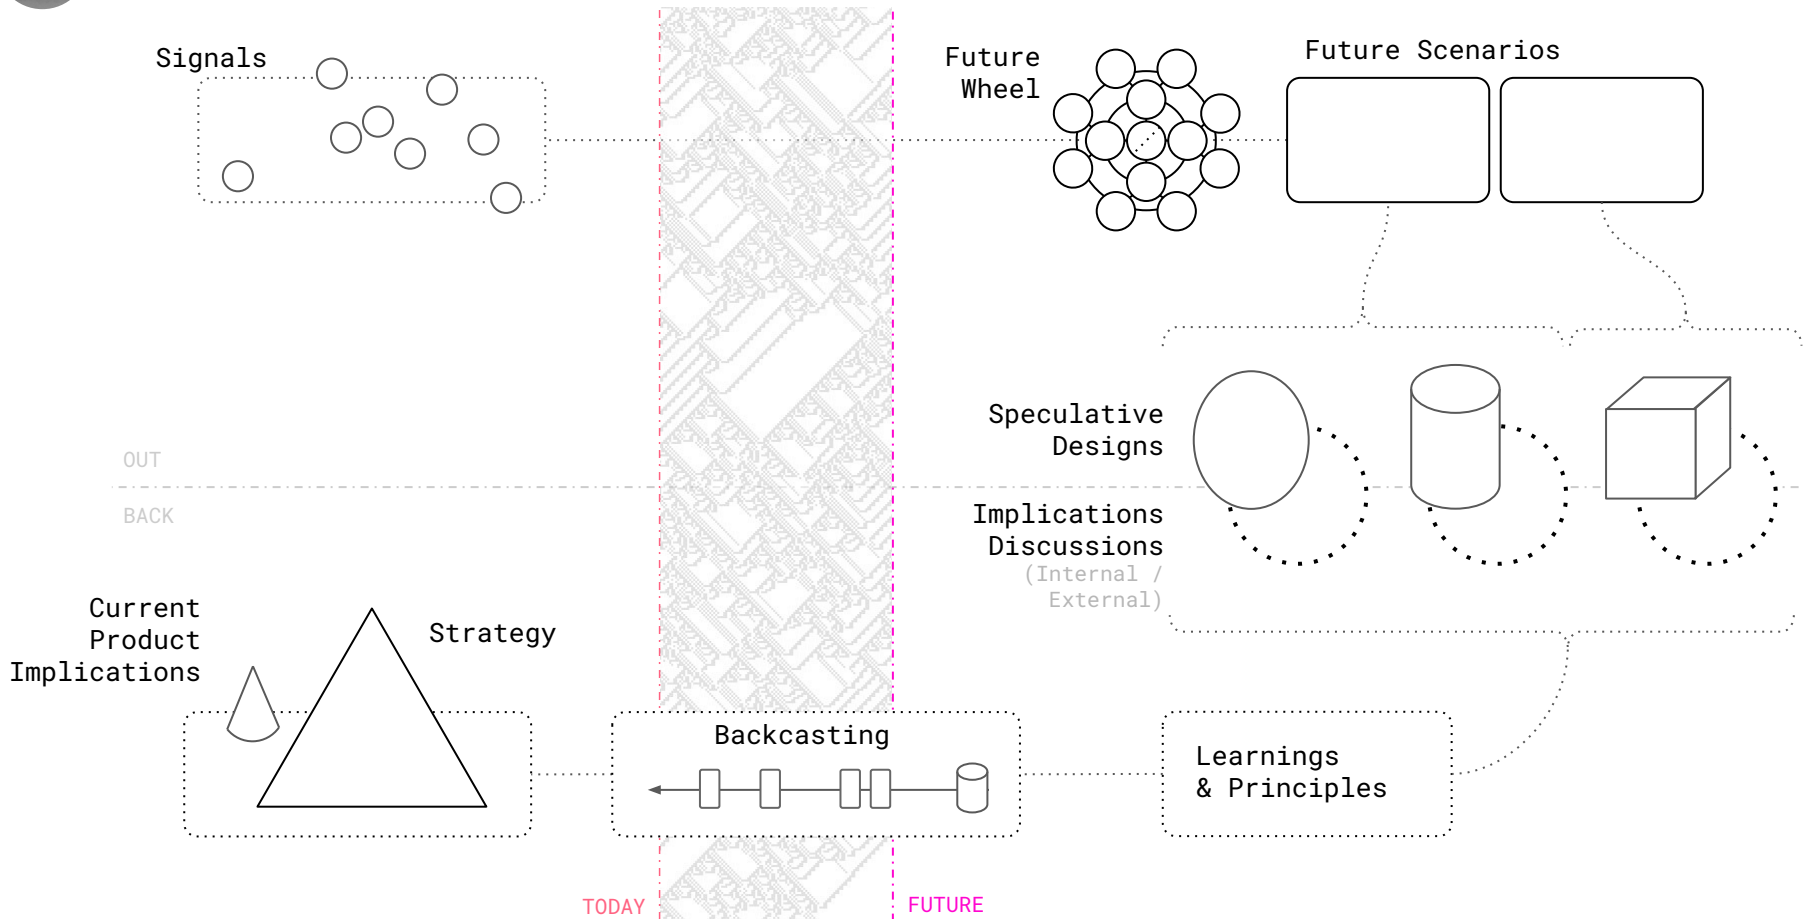 Signals
Future
Wheel
Future Scenarios
Speculative
Designs
OUT
BACK
Implications
Discussions
(Internal /
External)
Current
Product
Implications
Strategy
Backcasting
Learnings
& Principles
TODAY
FUTURE